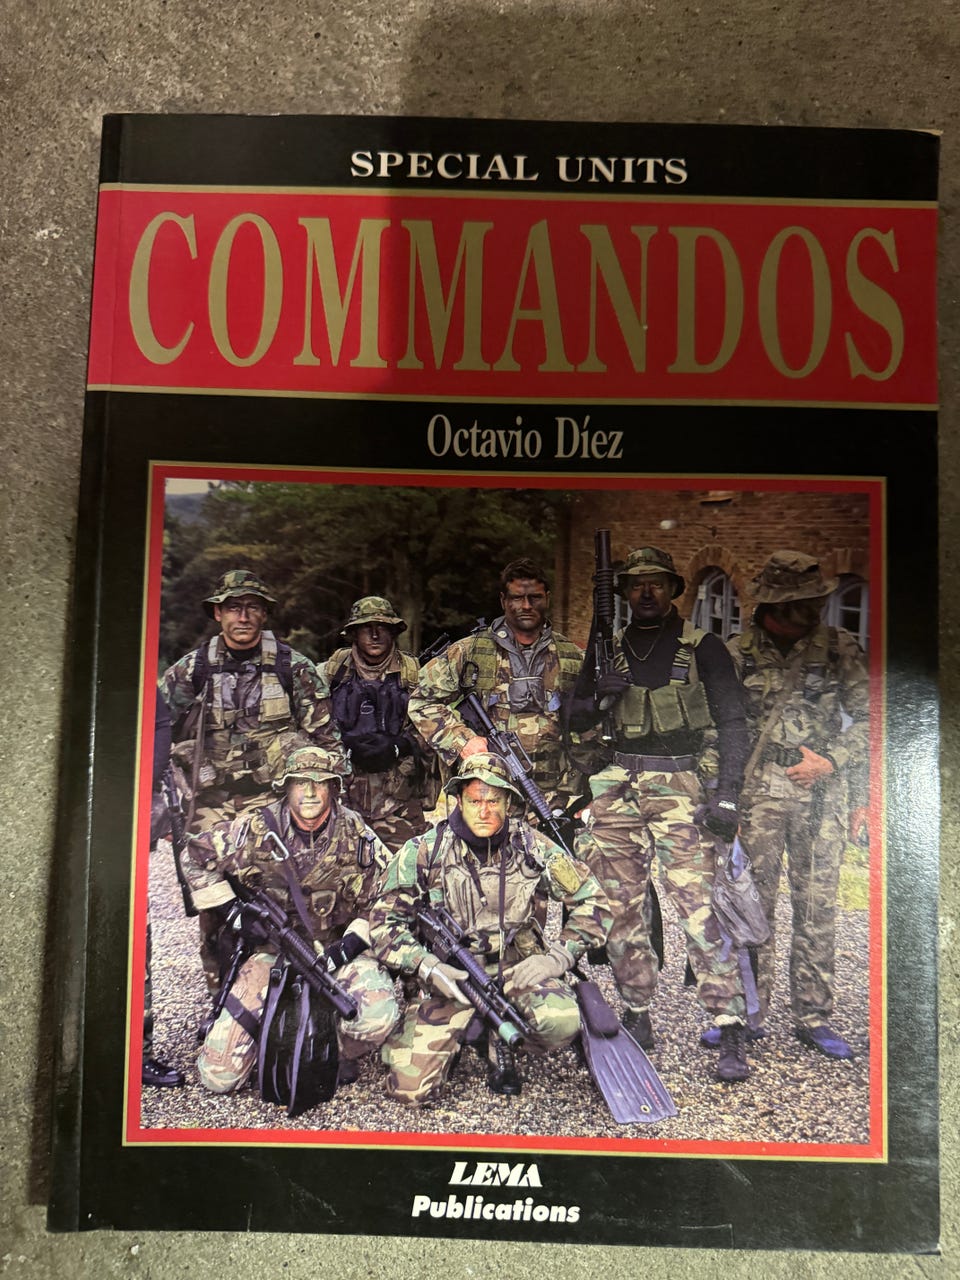 SPECIAL UNITS
COMMANDOS
Octavio Díez
LEMA
Publications